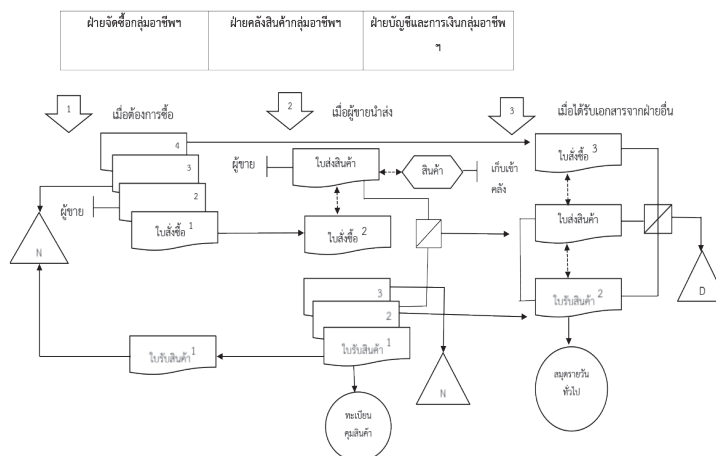 ฝ่ายจัดซื้อกลุ่มอาชีพฯ
ฝ่ายคลังสินค้ากลุ่มอาชีพฯ
ฝ่ายบัญชีและการเงินกลุ่มอาชีพ
ฯ
1
เมื่อต้องการซื้อ
2
เมื่อผู้ขายนำส่ง
3
เมื่อได้รับเอกสารจากฝ่ายอื่น
4
3
2
ผู้ขาย
ใบสั่งซื้อ 1
N
ผู้ขาย
ใบส่งสินค้า
สินค้า
เก็บเข้า
คลัง
ใบสั่งซื้อ 2
ใบสั่งซื้อ 3
ใบส่งสินค้า
ใบรับสินค้า 2
D
3
2
ใบรับสินค้า 1
ใบรับสินค้า 1
N
ทะเบียน
คุมสินค้า
สมุดรายวัน
ทั่วไป